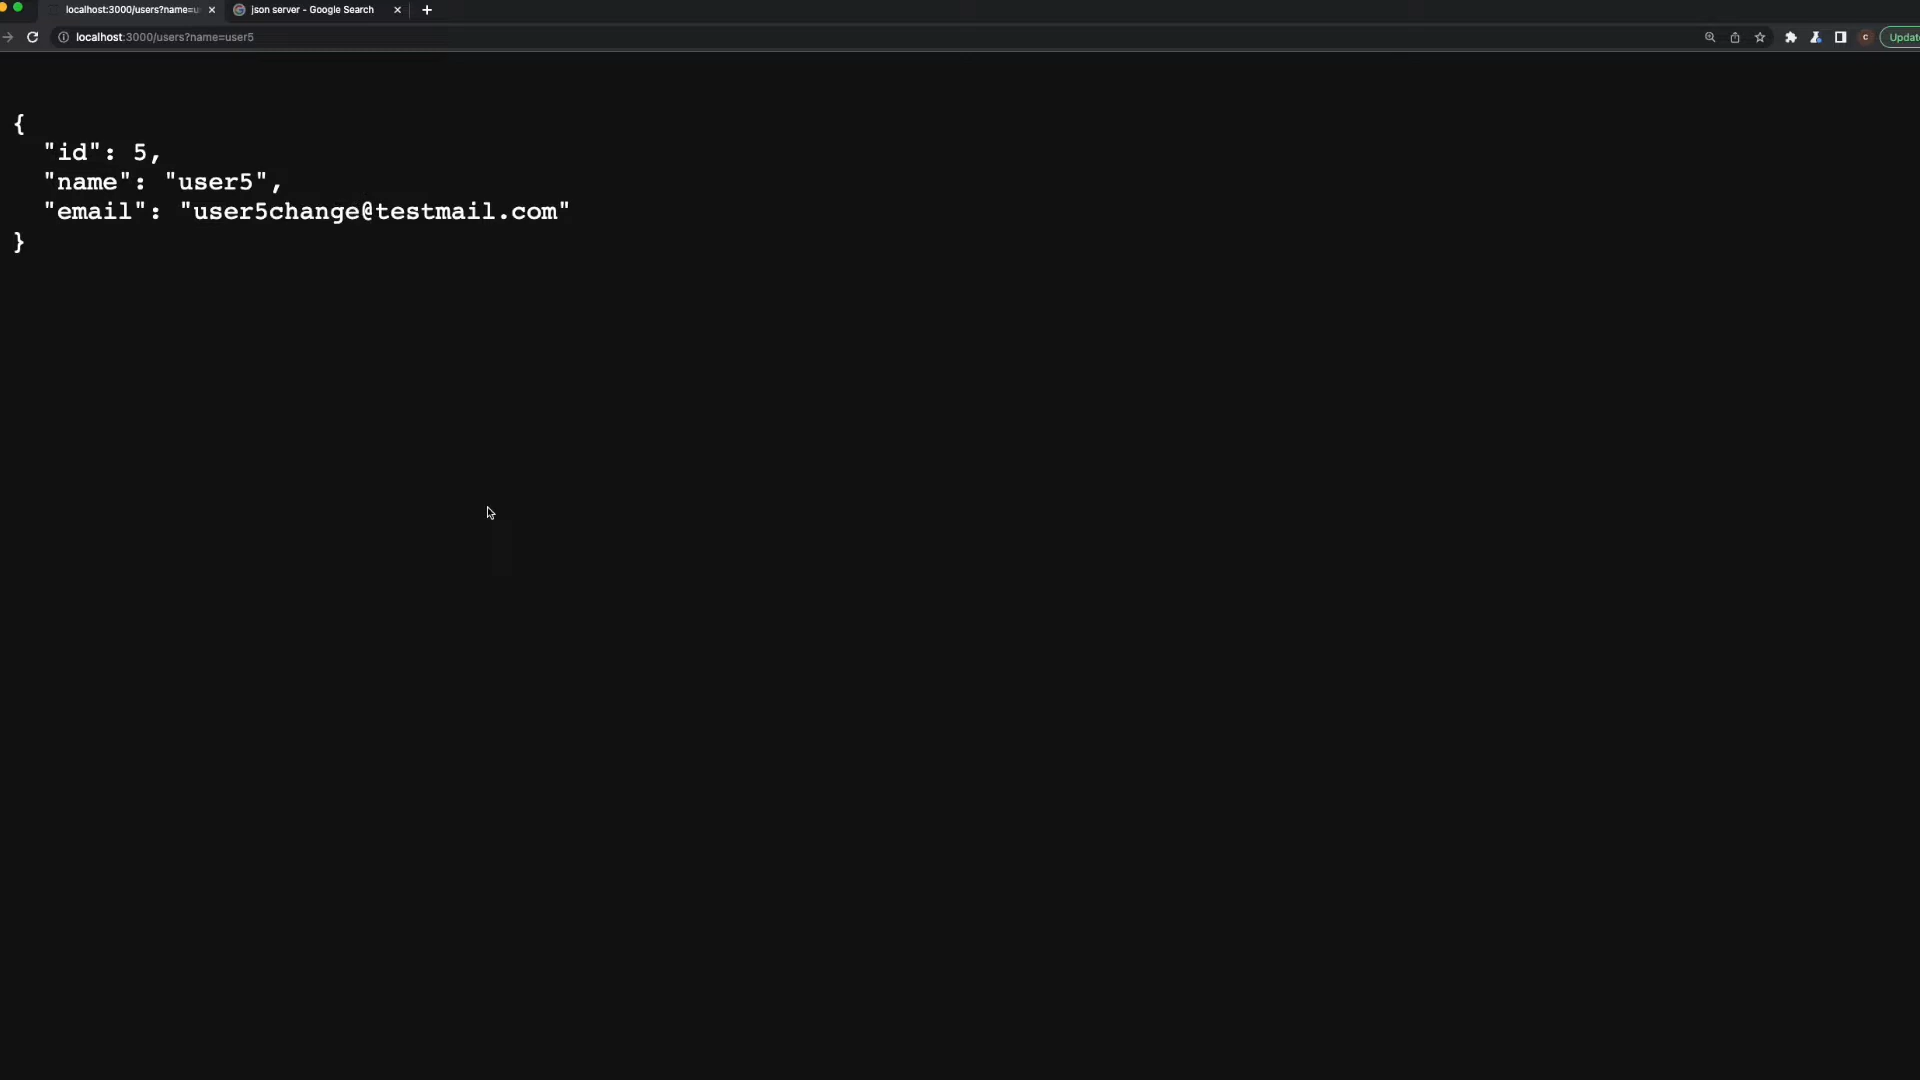 localhost:3000/users?name=u
json server - Google Search
localhost:3000/users?name=user5
C
Update
{
"id": 5,
"name": "user5",
"email": "user5change@testmail.com"
}